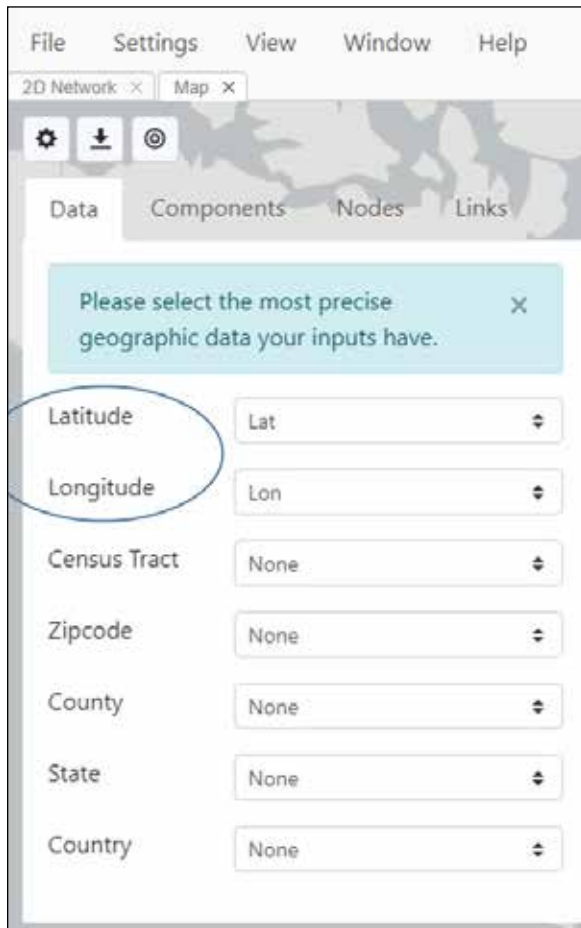 File Settings View Window Help
2D Network × Map ×
Data Components Nodes Links
Please select the most precise ×
geographic data your inputs have.
Latitude Lat
Longitude Lon
Census Tract None
Zipcode None
County None
State None
Country None